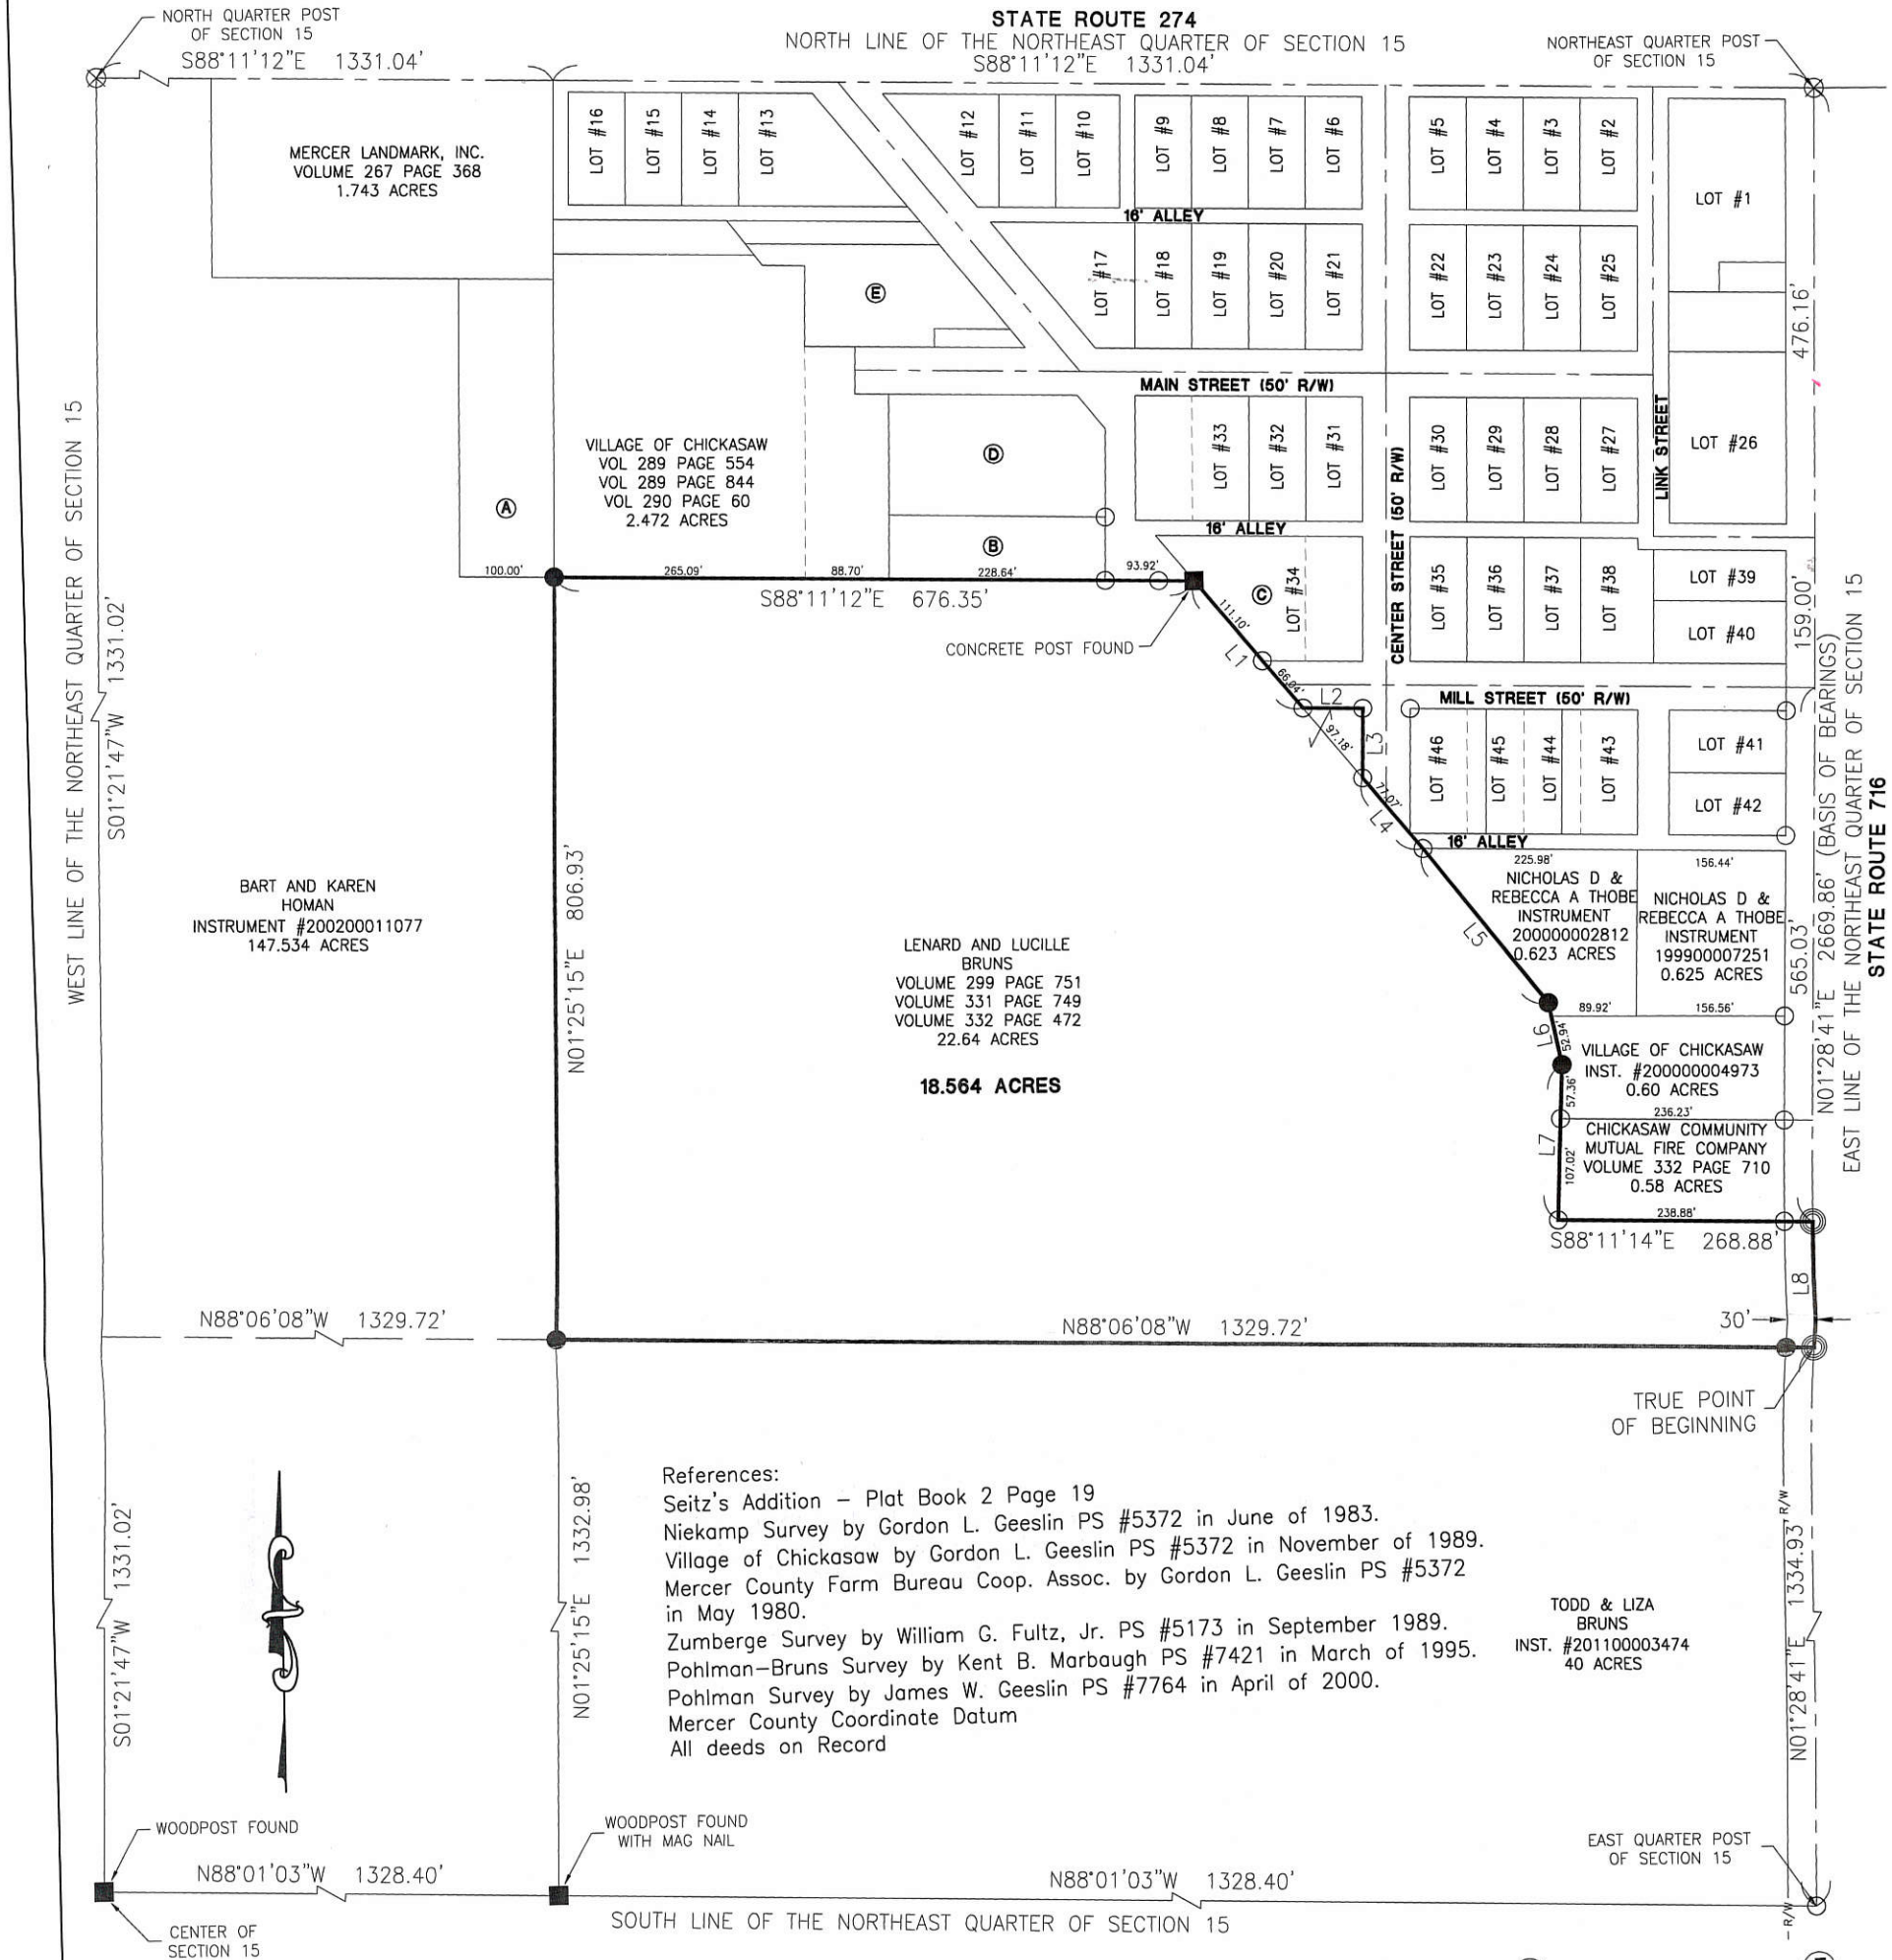 NORTH QUARTER POST
OF SECTION 15
S88°11'12"E 1331.04'
STATE ROUTE 274
NORTH LINE OF THE NORTHEAST QUARTER OF SECTION 15
S88°11'12"E 1331.04'
NORTHEAST QUARTER POST
OF SECTION 15
MERCER LANDMARK, INC.
VOLUME 267 PAGE 368
1.743 ACRES
LOT #16
LOT #15
LOT #14
LOT #13
LOT #12
LOT #11
LOT #10
LOT #9
LOT #8
LOT #7
LOT #6
LOT #5
LOT #4
LOT #3
LOT #2
LOT #1
16' ALLEY
LOT #17
LOT #18
LOT #19
LOT #20
LOT #21
LOT #22
LOT #23
LOT #24
LOT #25
476.16'
E
MAIN STREET (50' R/W)
LOT #33
LOT #32
LOT #31
LOT #30
LOT #29
LOT #28
LOT #27
LINK STREET
LOT #26
VILLAGE OF CHICKASAW
VOL 289 PAGE 554
VOL 289 PAGE 844
VOL 290 PAGE 60
2.472 ACRES
D
A
B
16' ALLEY
CENTER STREET (50' R/W)
100.00'
265.09'
88.70'
228.64'
93.92'
S88°11'12"E 676.35'
CONCRETE POST FOUND
C
LOT #34
LOT #35
LOT #36
LOT #37
LOT #38
LOT #39
LOT #40
159.00'
111.10'
L1
66.04'
L2
97.18'
L3
77.07'
L4
MILL STREET (50' R/W)
LOT #46
LOT #45
LOT #44
LOT #43
LOT #41
LOT #42
16' ALLEY
WEST LINE OF THE NORTHEAST QUARTER OF SECTION 15
S01°21'47"W 1331.02'
BART AND KAREN
HOMAN
INSTRUMENT #200200011077
147.534 ACRES
N01°25'15"E 806.93'
LENARD AND LUCILLE
BRUNS
VOLUME 299 PAGE 751
VOLUME 331 PAGE 749
VOLUME 332 PAGE 472
22.64 ACRES
18.564 ACRES
L5
225.98'
NICHOLAS D &
REBECCA A THOBE
INSTRUMENT
200000002812
0.623 ACRES
89.92'
156.44'
NICHOLAS D &
REBECCA A THOBE
INSTRUMENT
199900007251
0.625 ACRES
156.56'
565.03'
N01°28'41"E 2669.86' (BASIS OF BEARINGS)
EAST LINE OF THE NORTHEAST QUARTER OF SECTION 15
STATE ROUTE 716
L6
52.94'
57.36'
VILLAGE OF CHICKASAW
INST. #200000004973
0.60 ACRES
236.23'
L7
107.02'
CHICKASAW COMMUNITY
MUTUAL FIRE COMPANY
VOLUME 332 PAGE 710
0.58 ACRES
238.88'
S88°11'14"E 268.88'
L8
30'
N88°06'08"W 1329.72'
N88°06'08"W 1329.72'
TRUE POINT
OF BEGINNING
S01°21'47"W 1331.02'
N01°25'15"E 1332.98'
References:
Seitz's Addition - Plat Book 2 Page 19
Niekamp Survey by Gordon L. Geeslin PS #5372 in June of 1983.
Village of Chickasaw by Gordon L. Geeslin PS #5372 in November of 1989.
Mercer County Farm Bureau Coop. Assoc. by Gordon L. Geeslin PS #5372
in May 1980.
Zumberge Survey by William G. Fultz, Jr. PS #5173 in September 1989.
Pohlman-Bruns Survey by Kent B. Marbaugh PS #7421 in March of 1995.
Pohlman Survey by James W. Geeslin PS #7764 in April of 2000.
Mercer County Coordinate Datum
All deeds on Record
TODD & LIZA
BRUNS
INST. #201100003474
40 ACRES
R/W
N01°28'41"E 1334.93'
R/W
WOODPOST FOUND
WOODPOST FOUND
WITH MAG NAIL
EAST QUARTER POST
OF SECTION 15
N88°01'03"W 1328.40'
N88°01'03"W 1328.40'
CENTER OF
SECTION 15
SOUTH LINE OF THE NORTHEAST QUARTER OF SECTION 15